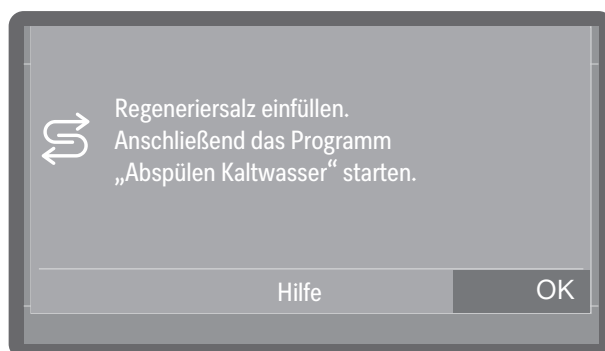 Regeneriersalz einfüllen.
Anschließend das Programm
„Abspülen Kaltwasser“ starten.
Hilfe
OK